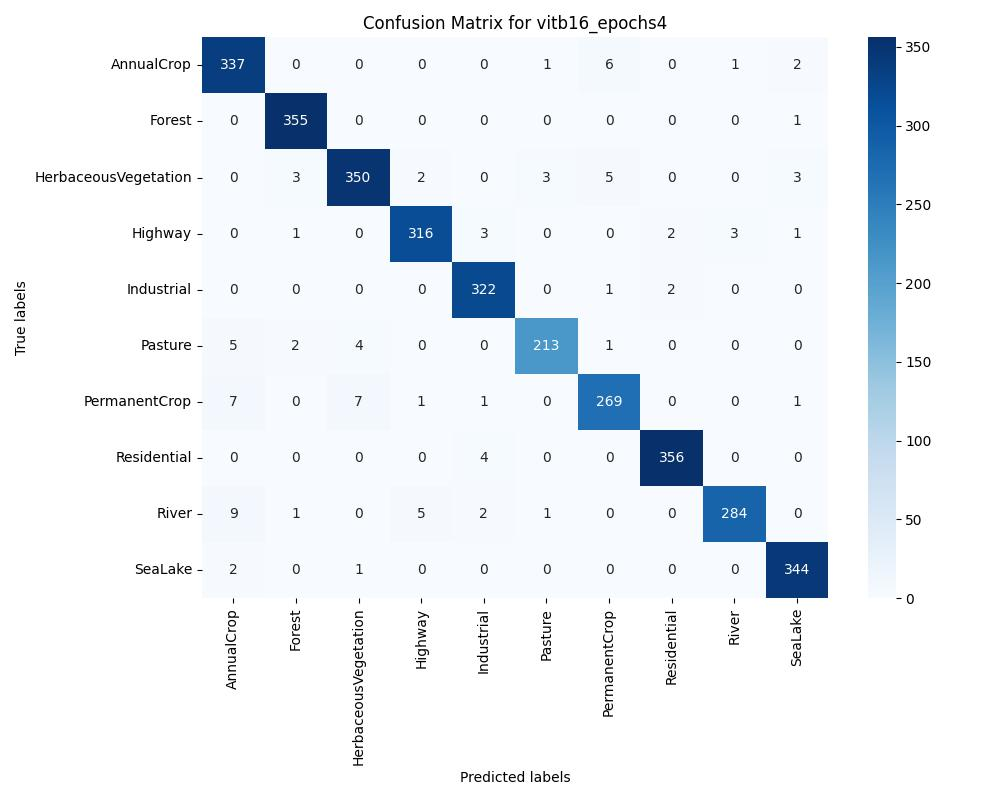 Confusion Matrix for vitb16_epochs4
True labels
AnnualCrop 337 0 0 0 0 1 6 0 1 2
Forest 0 355 0 0 0 0 0 0 0 1
HerbaceousVegetation 0 3 350 2 0 3 5 0 0 3
Highway 0 1 0 316 3 0 0 2 3 1
Industrial 0 0 0 0 322 0 1 2 0 0
Pasture 5 2 4 0 0 213 1 0 0 0
PermanentCrop 7 0 7 1 1 0 269 0 0 1
Residential 0 0 0 0 4 0 0 356 0 0
River 9 1 0 5 2 1 0 0 284 0
SeaLake 2 0 1 0 0 0 0 0 0 344
AnnualCrop Forest HerbaceousVegetation Highway Industrial Pasture PermanentCrop Residential River SeaLake
Predicted labels
350
300
250
200
150
100
50
0